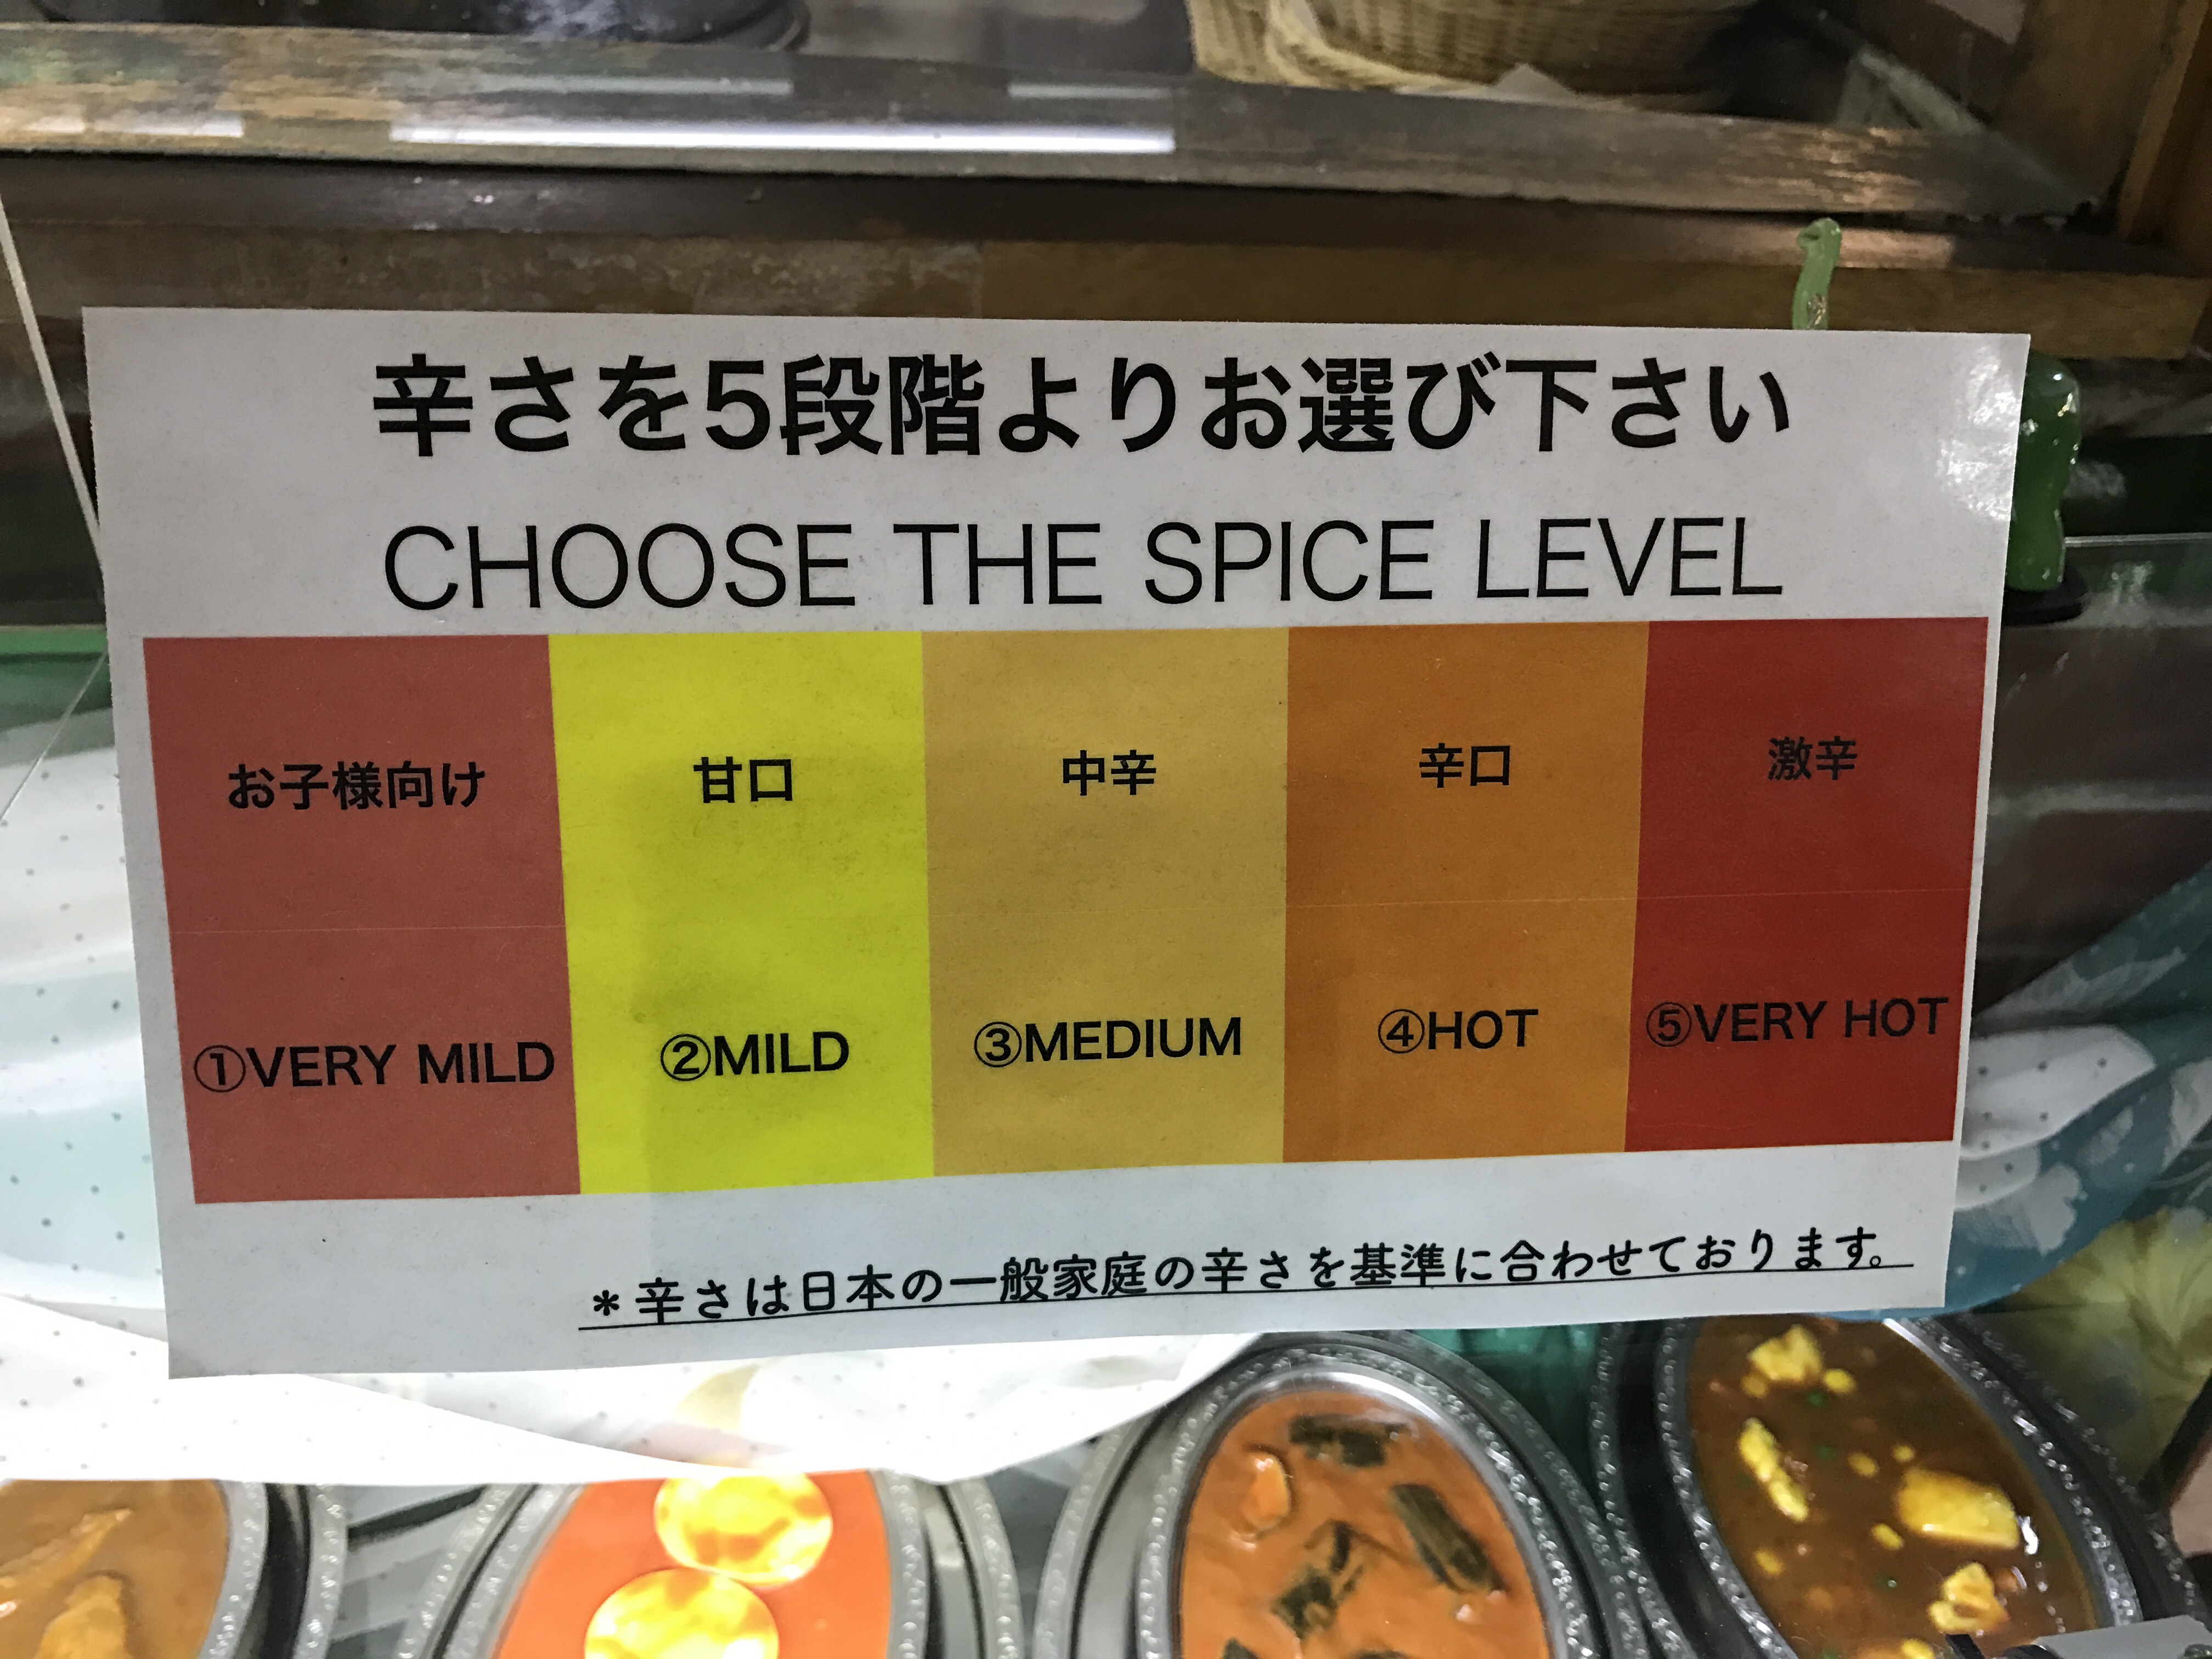 辛さを5段階よりお選び下さい
CHOOSE THE SPICE LEVEL
お子様向け 甘口 中辛 辛口 激辛
①VERY MILD ②MILD ③MEDIUM ④HOT ⑤VERY HOT
*辛さは日本の一般家庭の辛さを基準に合わせております。